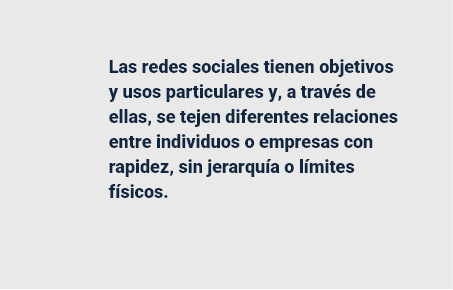 Las redes sociales tienen objetivos
y usos particulares y, a través de
ellas, se tejen diferentes relaciones
entre individuos o empresas con
rapidez, sin jerarquía o límites
físicos.